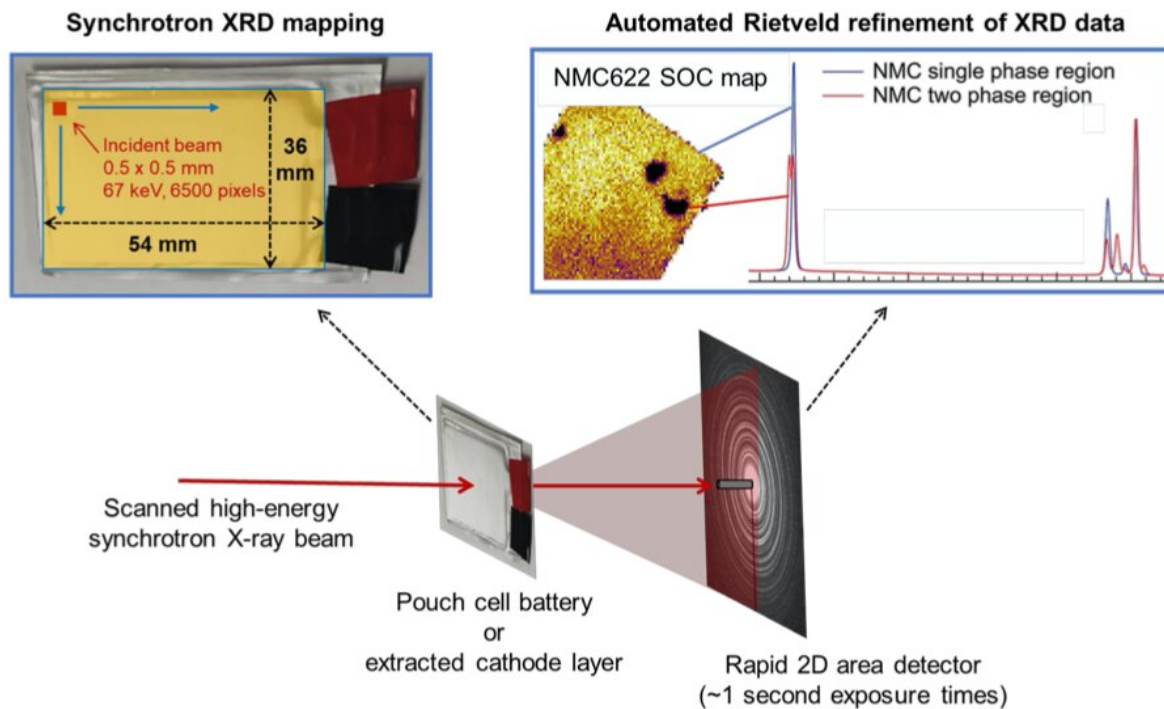 Synchrotron XRD mapping
Automated Rietveld refinement of XRD data
Incident beam
0.5 x 0.5 mm
67 keV, 6500 pixels
36
mm
54 mm
NMC622 SOC map
NMC single phase region
NMC two phase region
Scanned high-energy
synchrotron X-ray beam
Pouch cell battery
or
extracted cathode layer
Rapid 2D area detector
(~1 second exposure times)